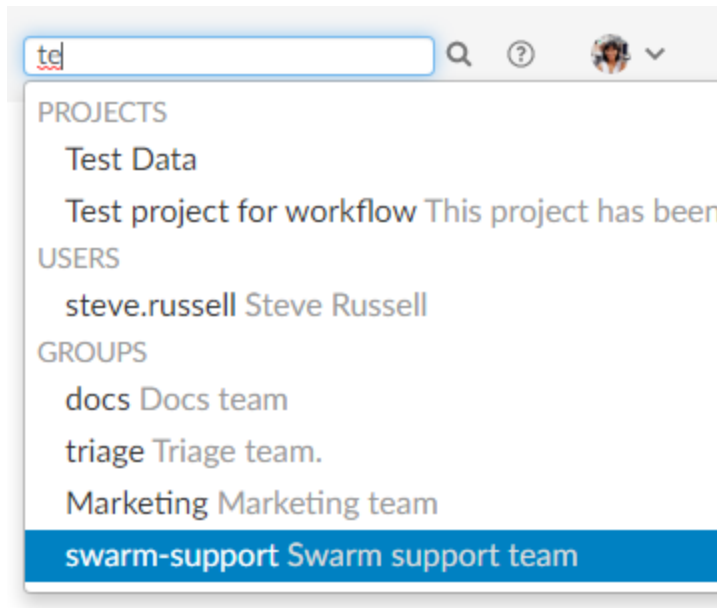 te
PROJECTS
Test Data
Test project for workflow This project has been
USERS
steve.russell Steve Russell
GROUPS
docs Docs team
triage Triage team.
Marketing Marketing team
swarm-support Swarm support team